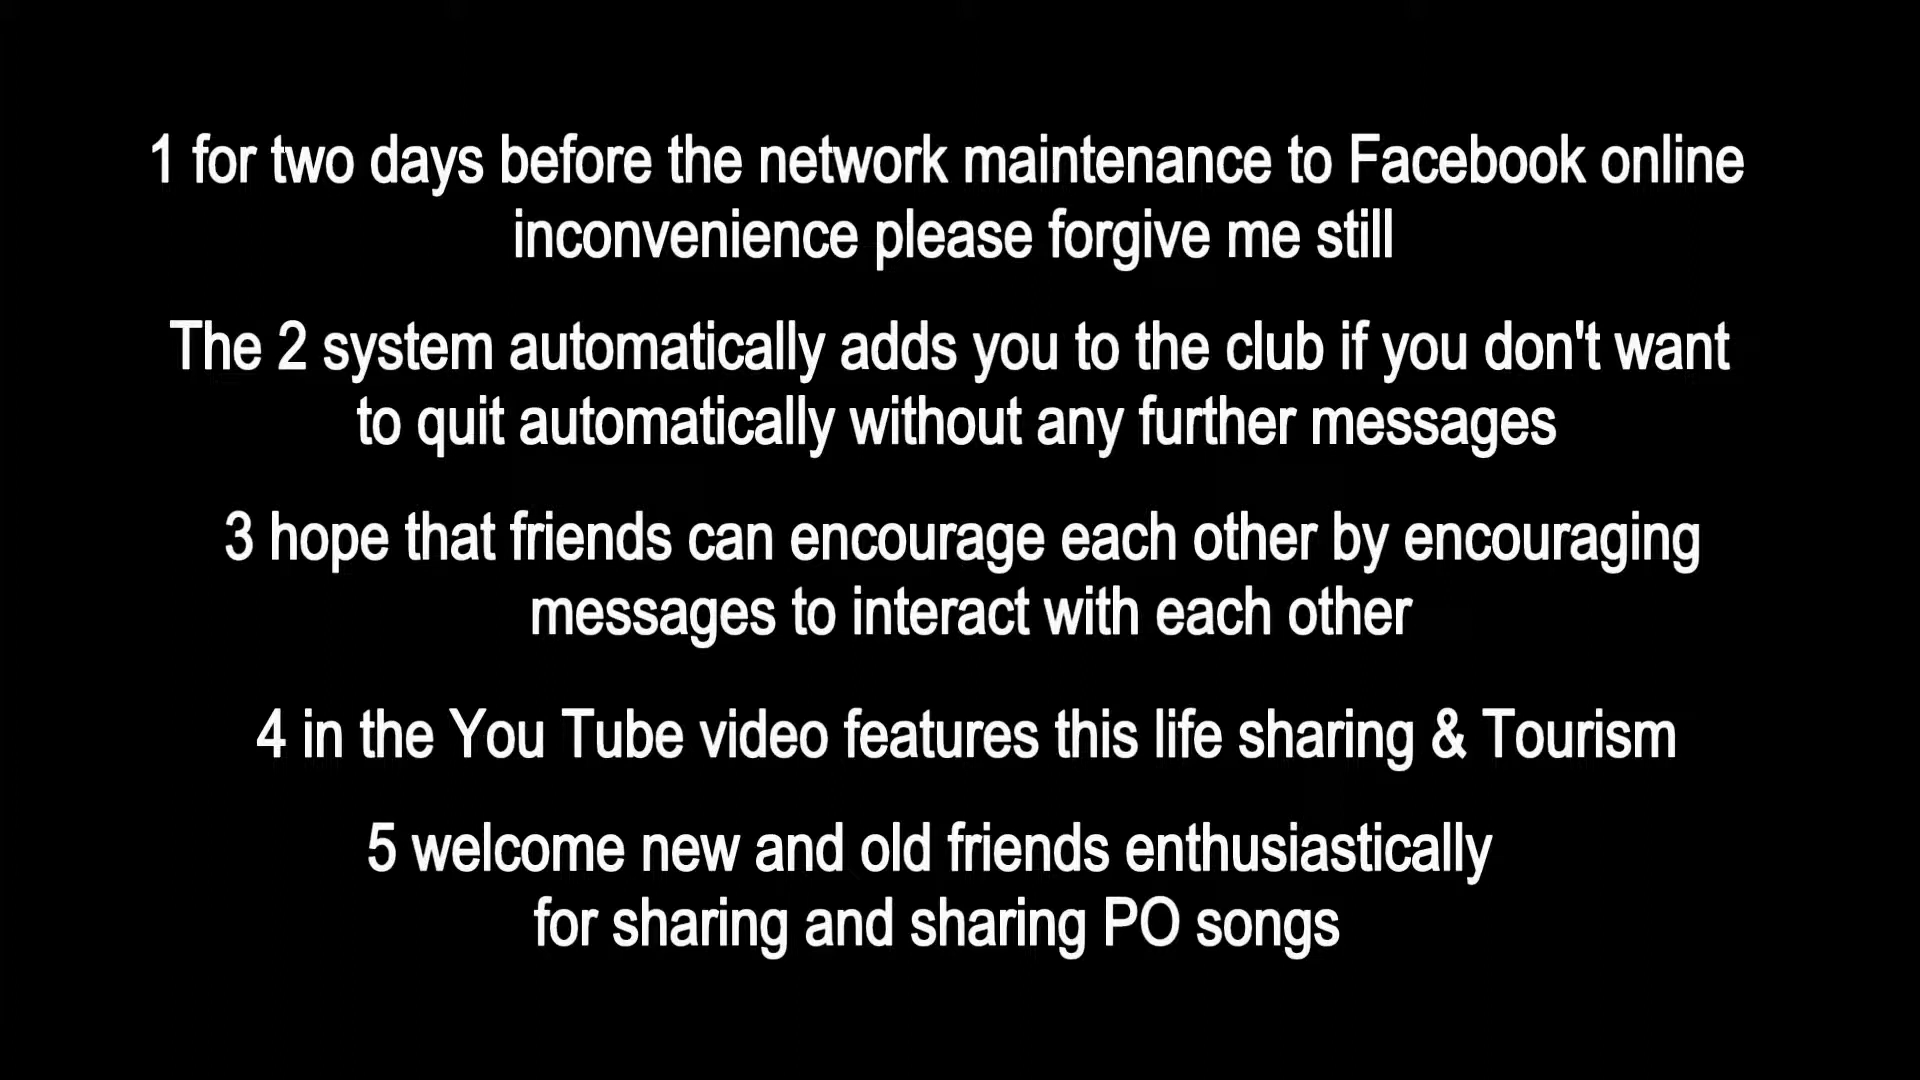 1 for two days before the network maintenance to Facebook online
inconvenience please forgive me still
The 2 system automatically adds you to the club if you don't want
to quit automatically without any further messages
3 hope that friends can encourage each other by encouraging
messages to interact with each other
4 in the You Tube video features this life sharing & Tourism
5 welcome new and old friends enthusiastically
for sharing and sharing PO songs